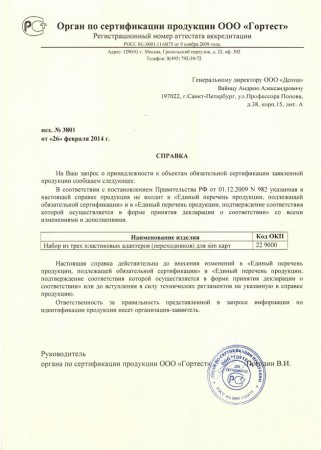 Орган по сертификации продукции ООО «Гортест»
Регистрационный номер аттестата аккредитации
РОСС RU.0001.11АВ75 от 9 ноября 2009 года.
Адрес: 129030, г. Москва, Грохольский переулок, д. 32, оф. 302
Телефон: 8(495) 792-39-72
Генеральному директору ООО «Деппа»
Вайнцу Андрею Александровичу
197022, г.Санкт-Петербург, ул.Профессора Попова,
д.38, корп.15, лит. А
исх. № 3801
от «26» февраля 2014 г.
СПРАВКА
На Ваш запрос о принадлежности к объектам обязательной сертификации заявленной
продукции сообщаем следующее.
В соответствии с постановлением Правительства РФ от 01.12.2009 N 982 указанная в
настоящей справке продукция не входит в «Единый перечень продукции, подлежащей
обязательной сертификации» и в «Единый перечень продукции, подтверждение соответствия
которой осуществляется в форме принятия декларации о соответствии» со всеми
изменениями и дополнениями.
Наименование изделия Код ОКП
Набор из трех пластиковых адаптеров (переходников) для sim карт 22 9000
Настоящая справка действительна до внесения изменений в «Единый перечень
продукции, подлежащей обязательной сертификации» и «Единый перечень продукции,
подтверждение соответствия которой осуществляется в форме принятия декларации о
соответствии» или до вступления в силу технических регламентов на указанную в справке
продукцию.
Ответственность за правильность представленной в запросе информации по
идентификации продукции несет организация-заявитель.
Руководитель
органа по сертификации продукции ООО «Гортест» В.И.